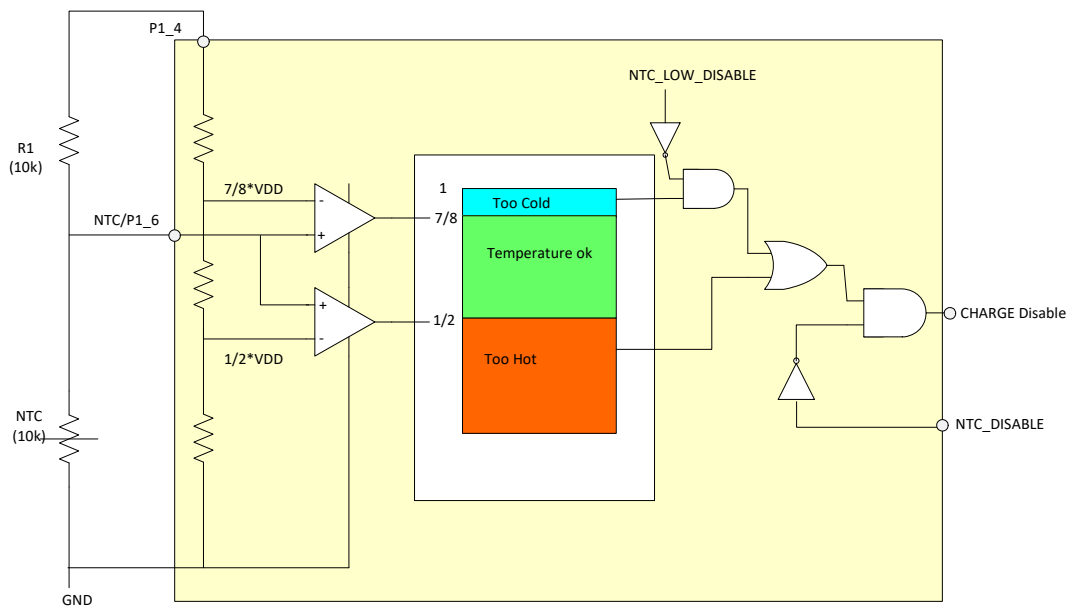 P1_4
NTC_LOW_DISABLE
R1
(10k)
7/8*VDD
1
Too Cold
NTC/P1_6
-
7/8
+
Temperature ok
+
1/2
-
CHARGE Disable
1/2*VDD
Too Hot
NTC
(10k)
NTC_DISABLE
GND